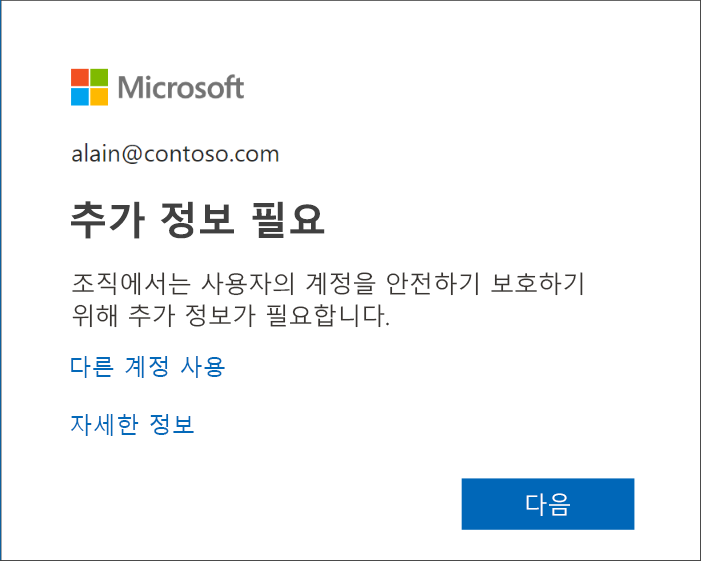 Microsoft
alain@contoso.com
추가 정보 필요
조직에서는 사용자의 계정을 안전하기 보호하기
위해 추가 정보가 필요합니다.
다른 계정 사용
자세한 정보
다음